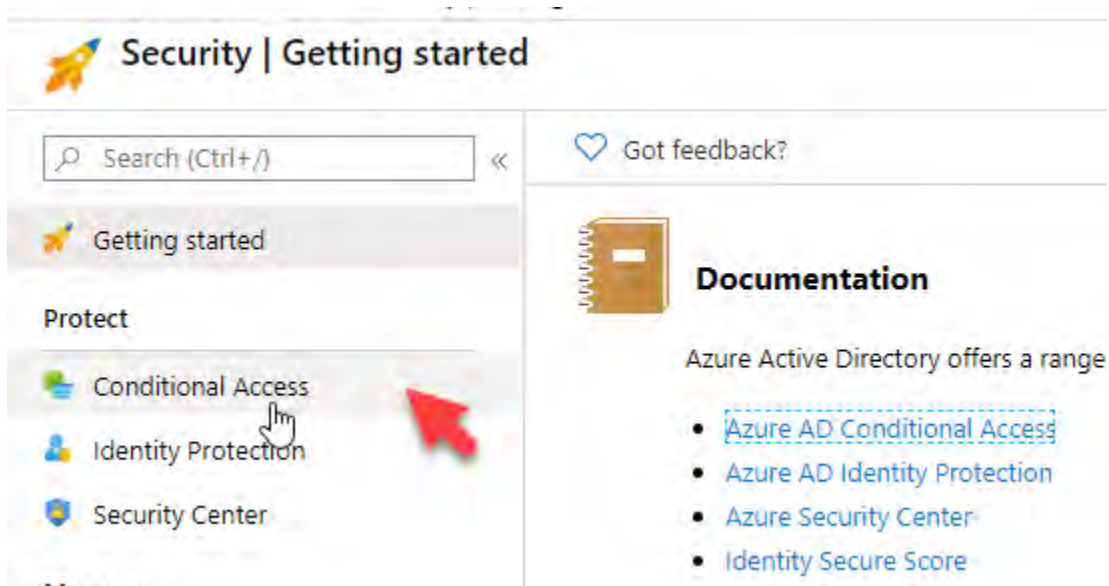 Security | Getting started
Search (Ctrl+/)
«
Getting started
Protect
Conditional Access
Identity Protection
Security Center
Got feedback?
Documentation
Azure Active Directory offers a range
Azure AD Conditional Access
Azure AD Identity Protection
Azure Security Center
Identity Secure Score